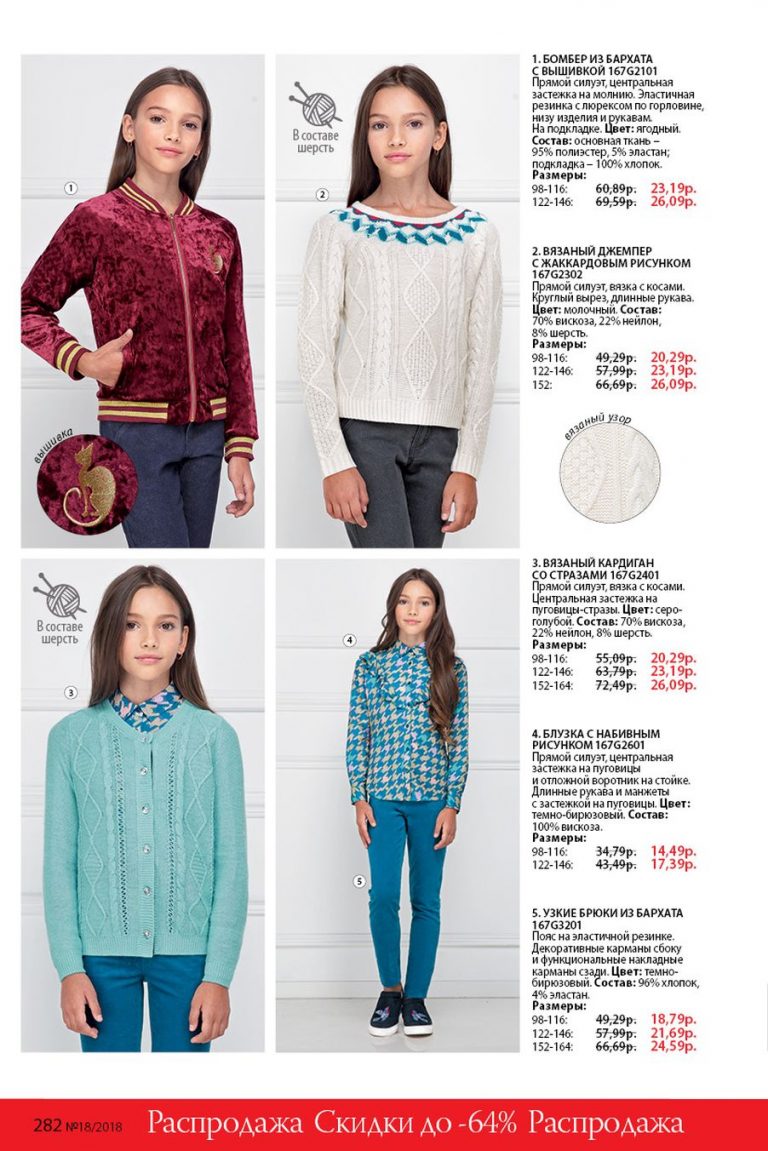 1
вышивка
В составе
шерсть
2
1. БОМБЕР ИЗ БАРХАТА
С ВЫШИВКОЙ 167G2101
Прямой силуэт, центральная
застежка на молнию. Эластичная
резинка с люрексом по горловине,
низу изделия и рукавам.
На подкладке. Цвет: ягодный.
Состав: основная ткань –
95% полиэстер, 5% эластан;
подкладка – 100% хлопок.
Размеры:
98-116: 60,89р. 23,19р.
122-146: 69,59р. 26,09р.
2. ВЯЗАНЫЙ ДЖЕМПЕР
С ЖАККАРДОВЫМ РИСУНКОМ
167G2302
Прямой силуэт, вязка с косами.
Круглый вырез, длинные рукава.
Цвет: молочный. Состав:
70% вискоза, 22% нейлон,
8% шерсть.
Размеры:
98-116: 49,29р. 20,29р.
122-146: 57,99р. 23,19р.
152: 66,69р. 26,09р.
вязаный узор
В составе
шерсть
3
4
5
3. ВЯЗАНЫЙ КАРДИГАН
СО СТРАЗАМИ 167G2401
Прямой силуэт, вязка с косами.
Центральная застежка на
пуговицы-стразы. Цвет: серо-
голубой. Состав: 70% вискоза,
22% нейлон, 8% шерсть.
Размеры:
98-116: 55,09р. 20,29р.
122-146: 63,79р. 23,19р.
152-164: 72,49р. 26,09р.
4. БЛУЗКА С НАБИВНЫМ
РИСУНКОМ 167G2601
Прямой силуэт, центральная
застежка на пуговицы
и отложной воротник на стойке.
Длинные рукава и манжеты
с застежкой на пуговицы. Цвет:
темно-бирюзовый. Состав:
100% вискоза.
Размеры:
98-116: 34,79р. 14,49р.
122-146: 43,49р. 17,39р.
5. УЗКИЕ БРЮКИ ИЗ БАРХАТА
167G3201
Пояс на эластичной резинке.
Декоративные карманы сбоку
и функциональные накладные
карманы сзади. Цвет: темно-
бирюзовый. Состав: 96% хлопок,
4% эластан.
Размеры:
98-116: 49,29р. 18,79р.
122-146: 57,99р. 21,69р.
152-164: 66,69р. 24,59р.
282 №18/2018 Распродажа Скидки до -64% Распродажа